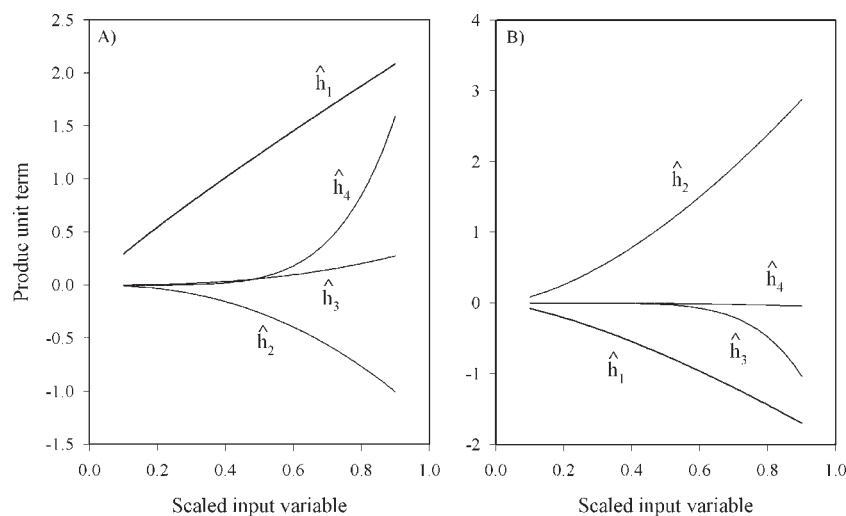 A)
2.5
2.0
1.5
1.0
0.5
0.0
-0.5
-1.0
-1.5
Produc unit term
ĥ1
ĥ4
ĥ3
ĥ2
0.0 0.2 0.4 0.6 0.8 1.0
Scaled input variable
B)
4
3
2
1
0
-1
-2
ĥ2
ĥ4
ĥ3
ĥ1
0.0 0.2 0.4 0.6 0.8 1.0
Scaled input variable